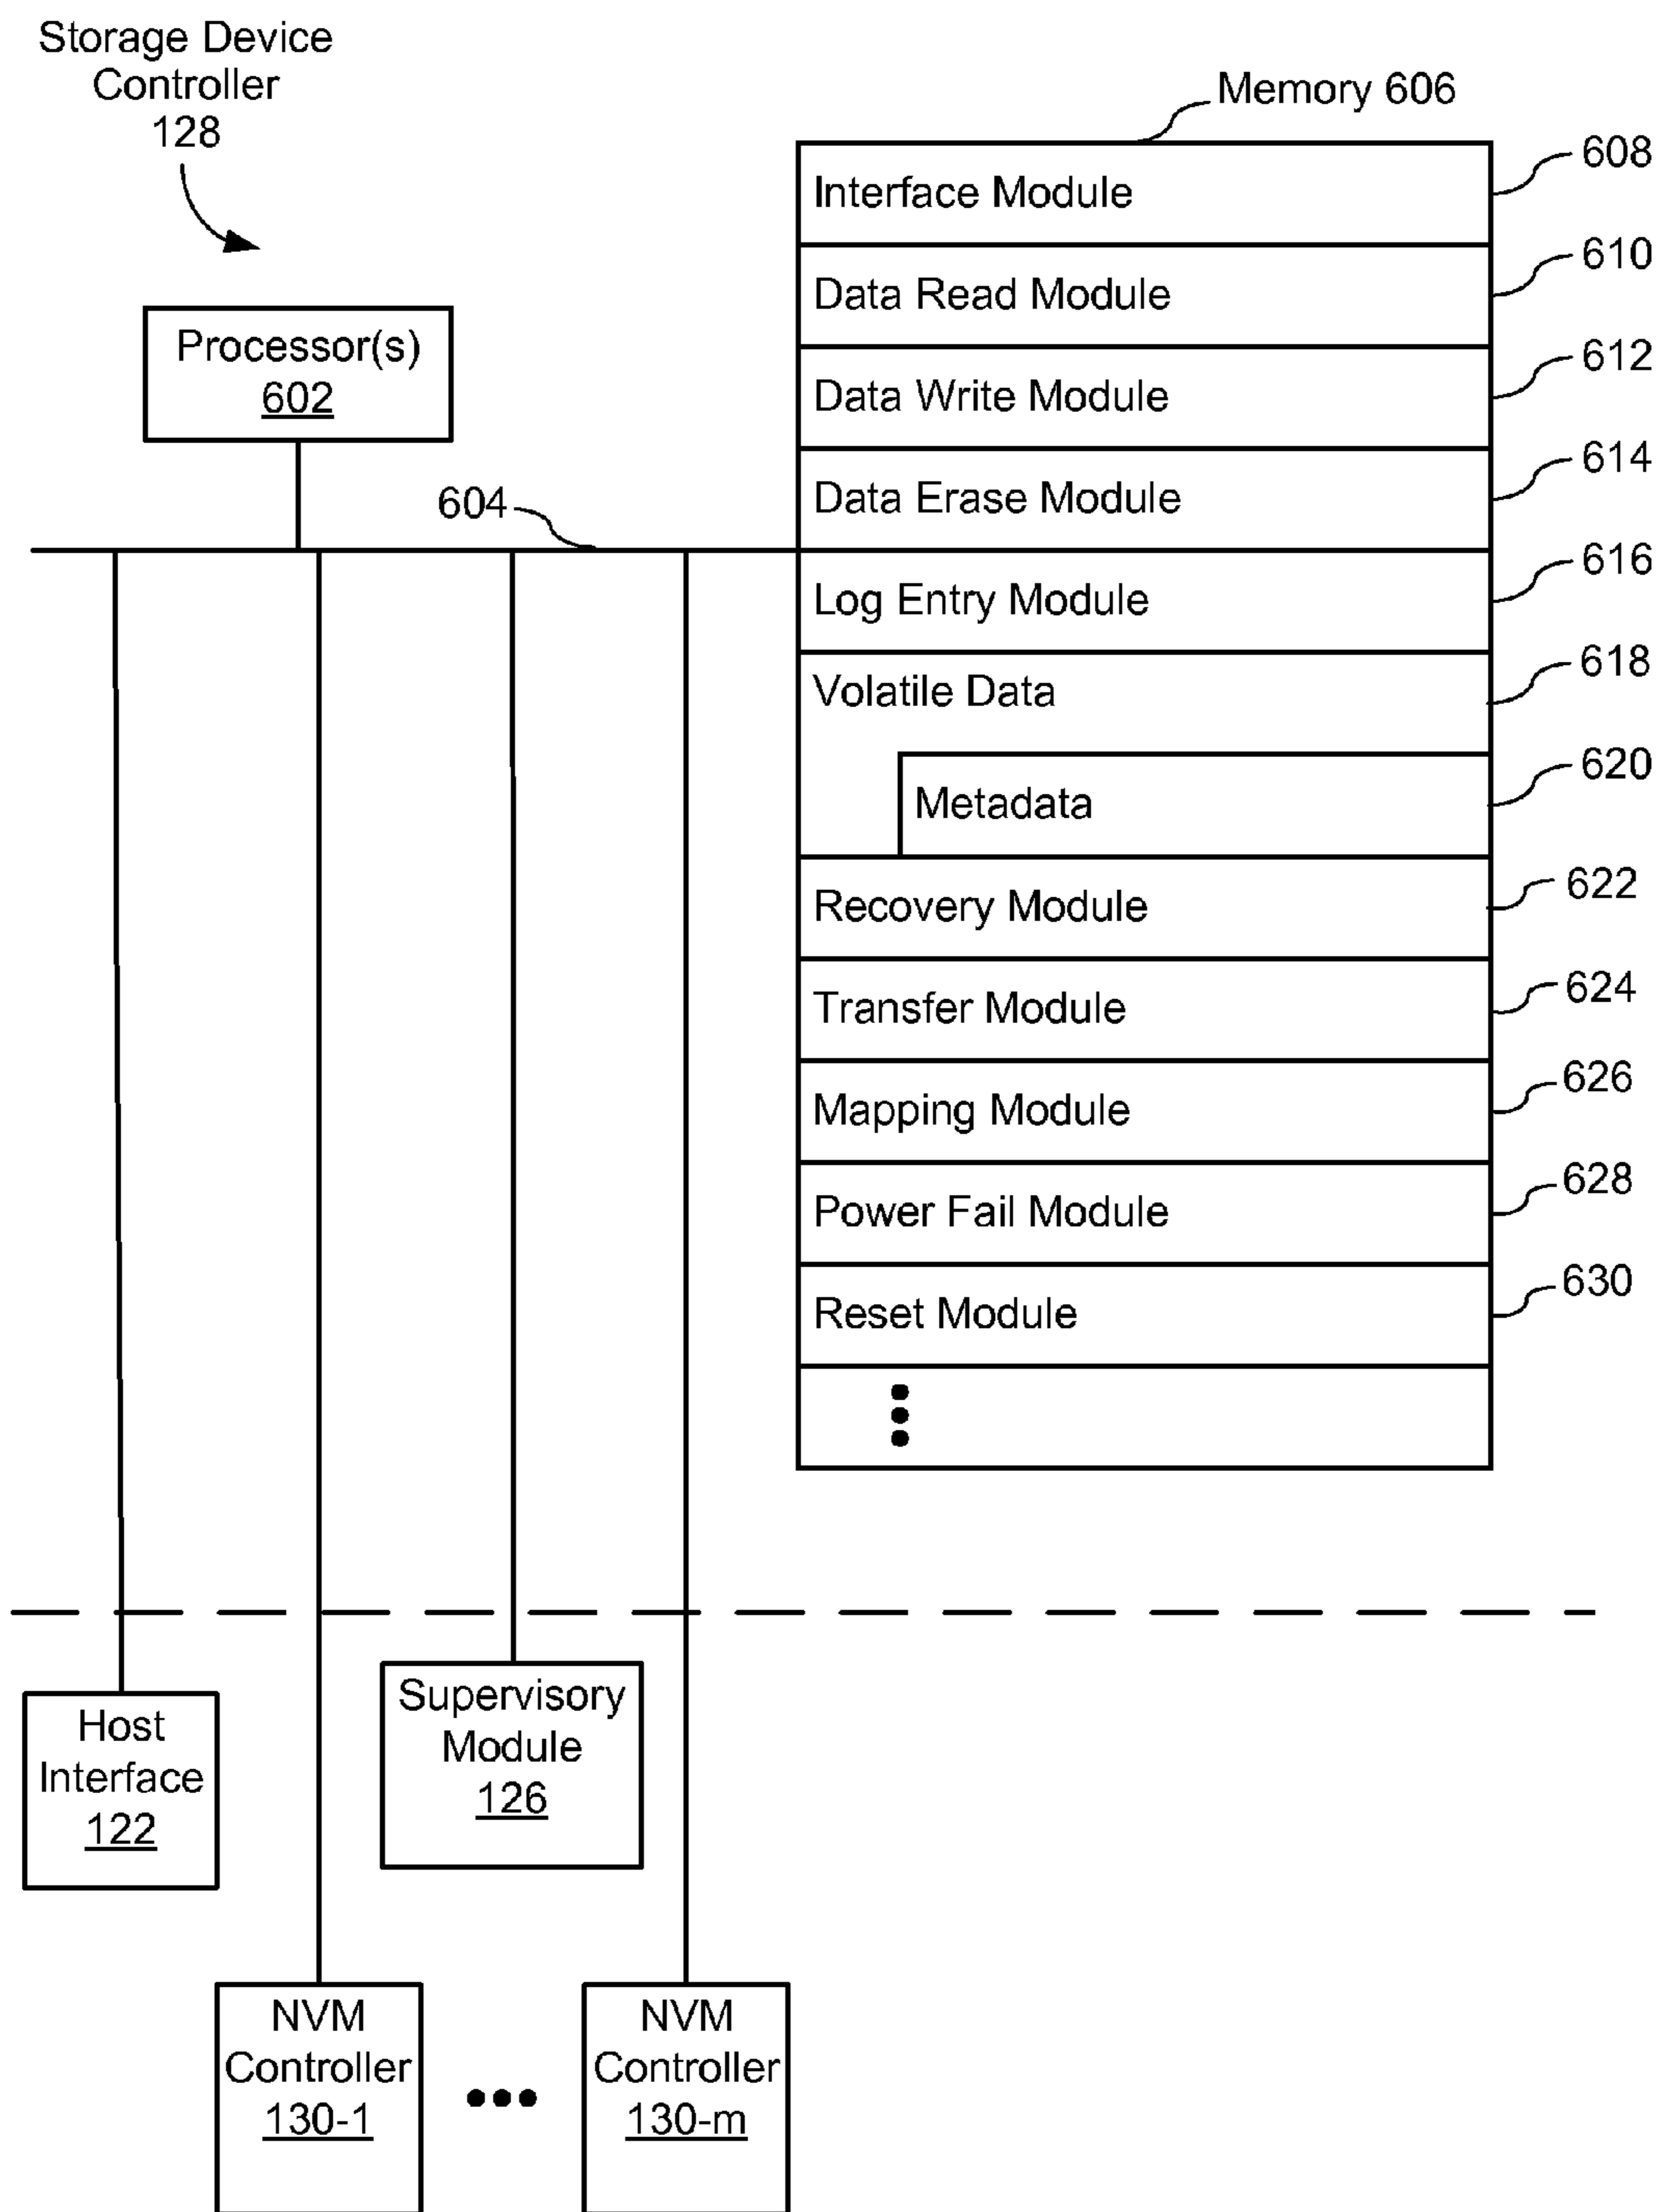 Storage Device
Controller
128
Memory 606
Interface Module
608
Data Read Module
610
Data Write Module
612
Data Erase Module
614
Processor(s)
602
604
Log Entry Module
616
Volatile Data
618
Metadata
620
Recovery Module
622
Transfer Module
624
Mapping Module
626
Power Fail Module
628
Reset Module
630
Host
Interface
122
Supervisory
Module
126
NVM
Controller
130-1
NVM
Controller
130-m